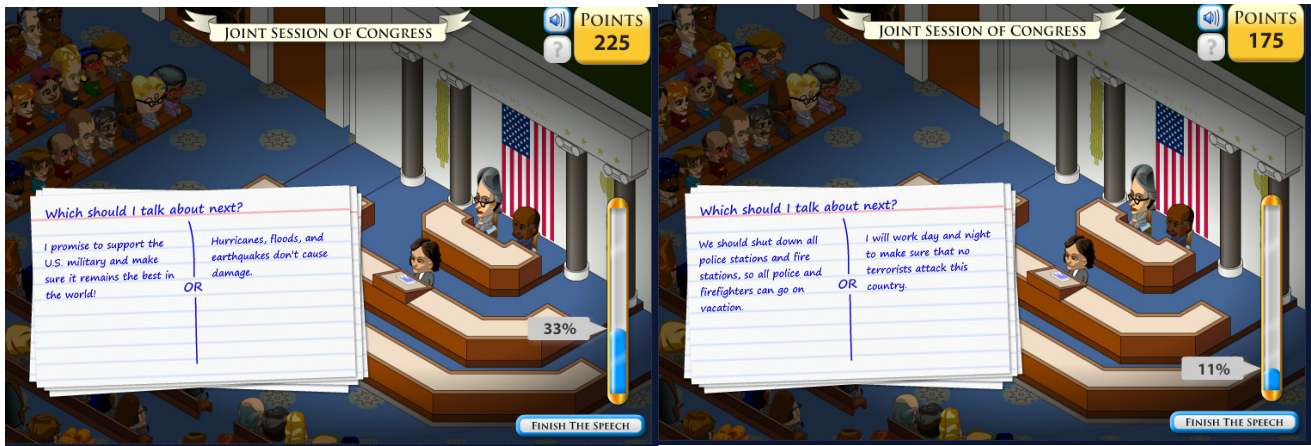 JOINT SESSION OF CONGRESS
POINTS
225
?
Which should I talk about next?
I promise to support the
U.S. military and make
sure it remains the best in
the world!
OR
Hurricanes, floods, and
earthquakes don't cause
damage.
33%
FINISH THE SPEECH
JOINT SESSION OF CONGRESS
POINTS
175
?
Which should I talk about next?
We should shut down all
police stations and fire
stations, so all police and
firefighters can go on
vacation.
OR
I will work day and night
to make sure that no
terrorists attack this
country.
11%
FINISH THE SPEECH